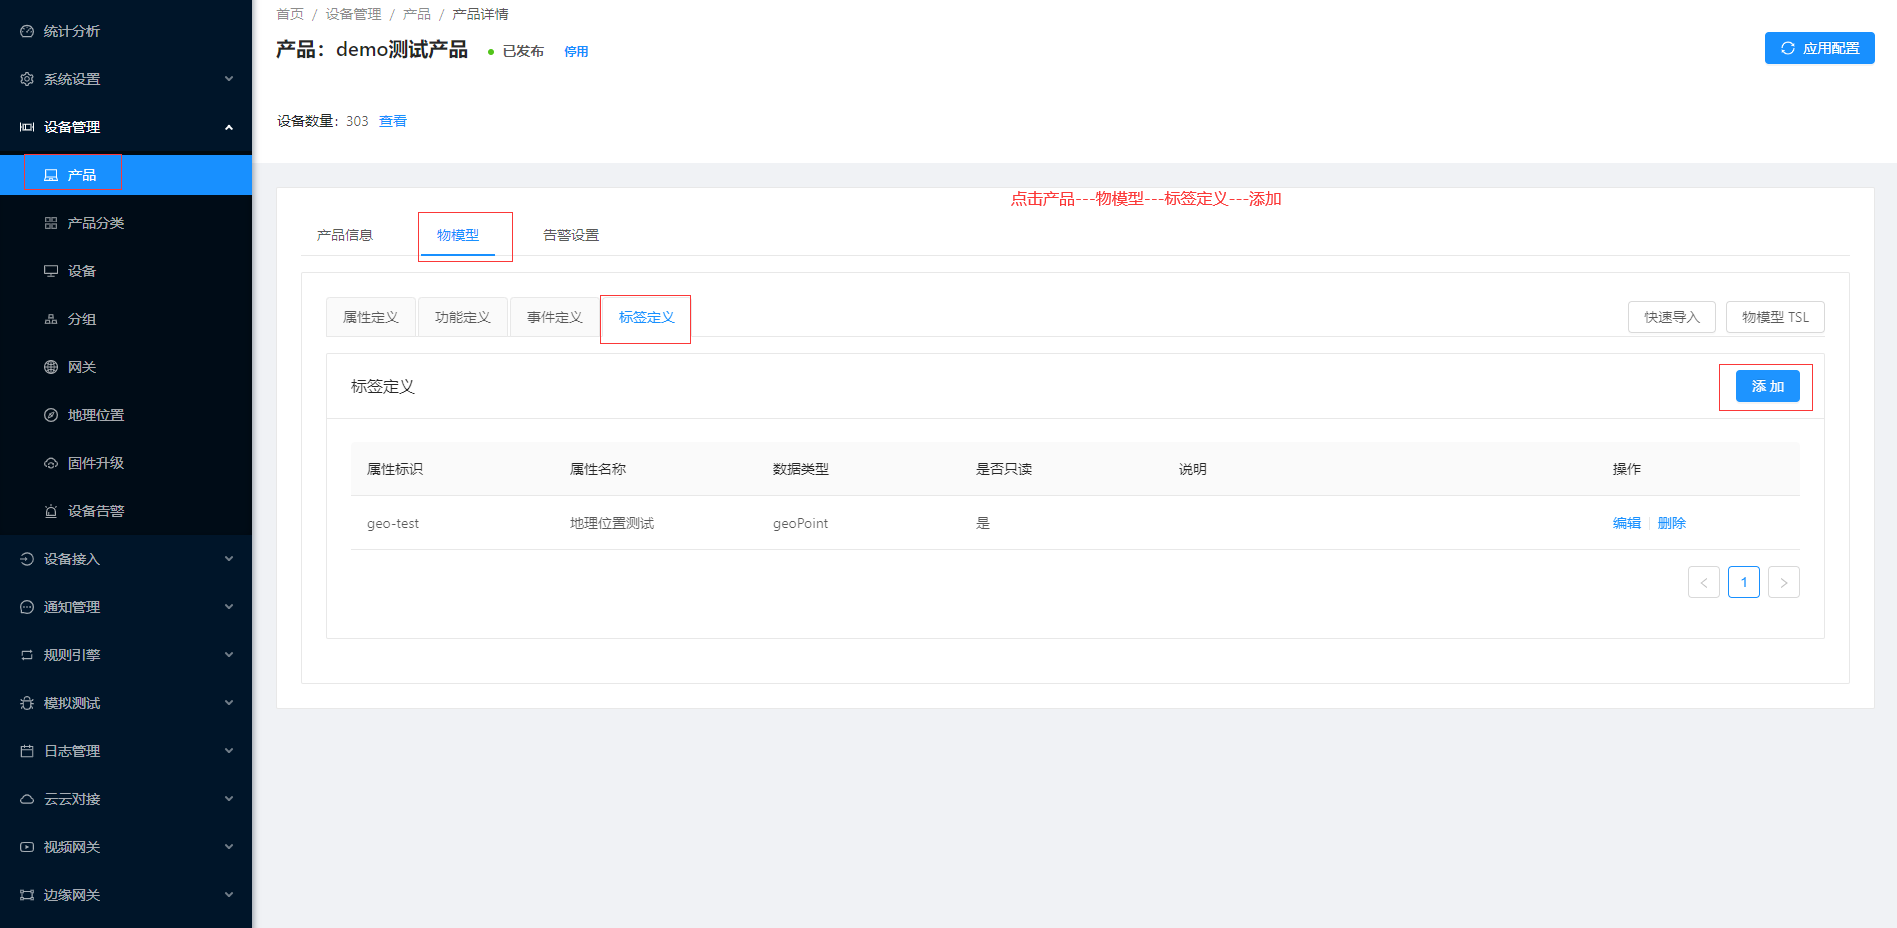 统计分析
系统设置
设备管理
产品
产品分类
设备
分组
网关
地理位置
固件升级
设备告警
设备接入
通知管理
规则引擎
模拟测试
日志管理
云云对接
视频网关
边缘网关
首页 / 设备管理 / 产品 / 产品详情
产品：demo测试产品 已发布 停用
应用配置
设备数量：303 查看
点击产品---物模型---标签定义---添加
产品信息 物模型 告警设置
属性定义 功能定义 事件定义 标签定义 快速导入 物模型 TSL
标签定义 添 加
属性标识 属性名称 数据类型 是否只读 说明 操作
geo-test 地理位置测试 geoPoint 是 编辑 删除
< 1 >